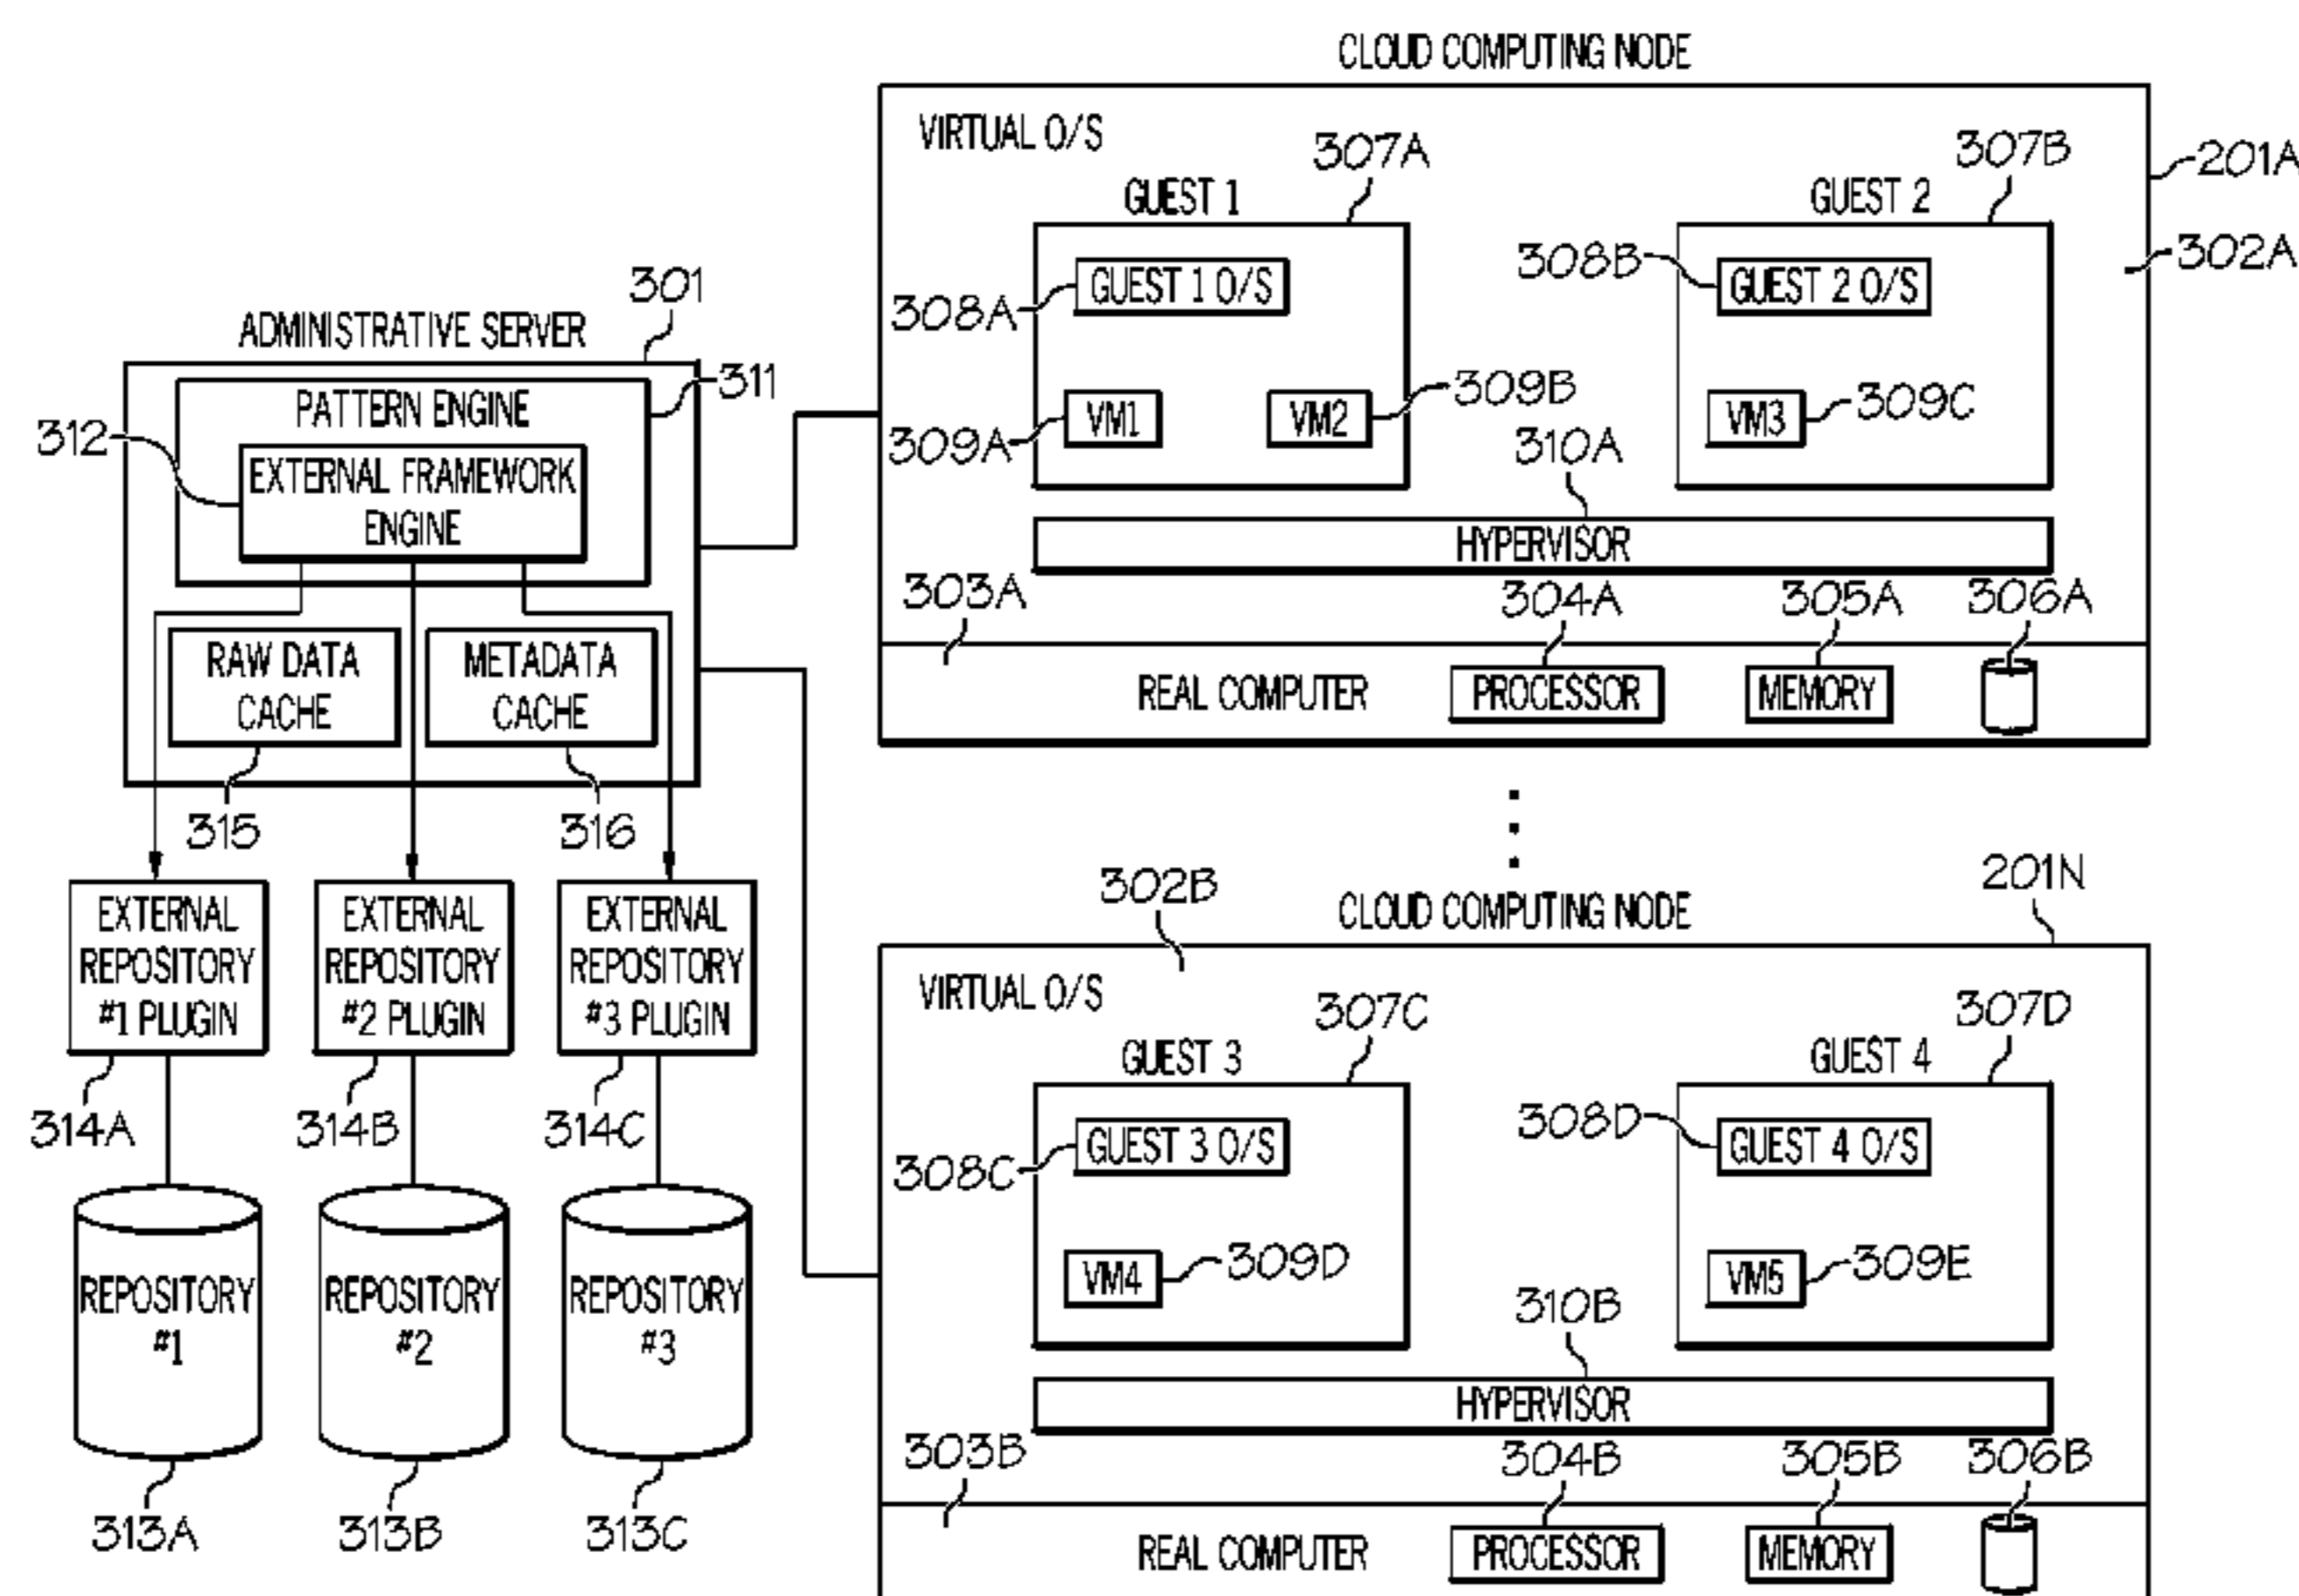 CLOUD COMPUTING NODE
VIRTUAL O/S
307A
307B
201A
GUEST 1
GUEST 2
302A
308A
GUEST 1 O/S
308B
GUEST 2 O/S
309A
VM1
VM2
309B
VM3
309C
310A
HYPERVISOR
303A
304A
305A
306A
REAL COMPUTER
PROCESSOR
MEMORY
301
ADMINISTRATIVE SERVER
311
PATTERN ENGINE
312
EXTERNAL FRAMEWORK
ENGINE
RAW DATA
CACHE
METADATA
CACHE
315
316
EXTERNAL
REPOSITORY
#1 PLUGIN
EXTERNAL
REPOSITORY
#2 PLUGIN
EXTERNAL
REPOSITORY
#3 PLUGIN
314A
314B
314C
REPOSITORY
#1
REPOSITORY
#2
REPOSITORY
#3
313A
313B
313C
302B
CLOUD COMPUTING NODE
201N
VIRTUAL O/S
307C
307D
GUEST 3
GUEST 4
308C
GUEST 3 O/S
308D
GUEST 4 O/S
VM4
309D
VM5
309E
310B
HYPERVISOR
303B
304B
305B
306B
REAL COMPUTER
PROCESSOR
MEMORY